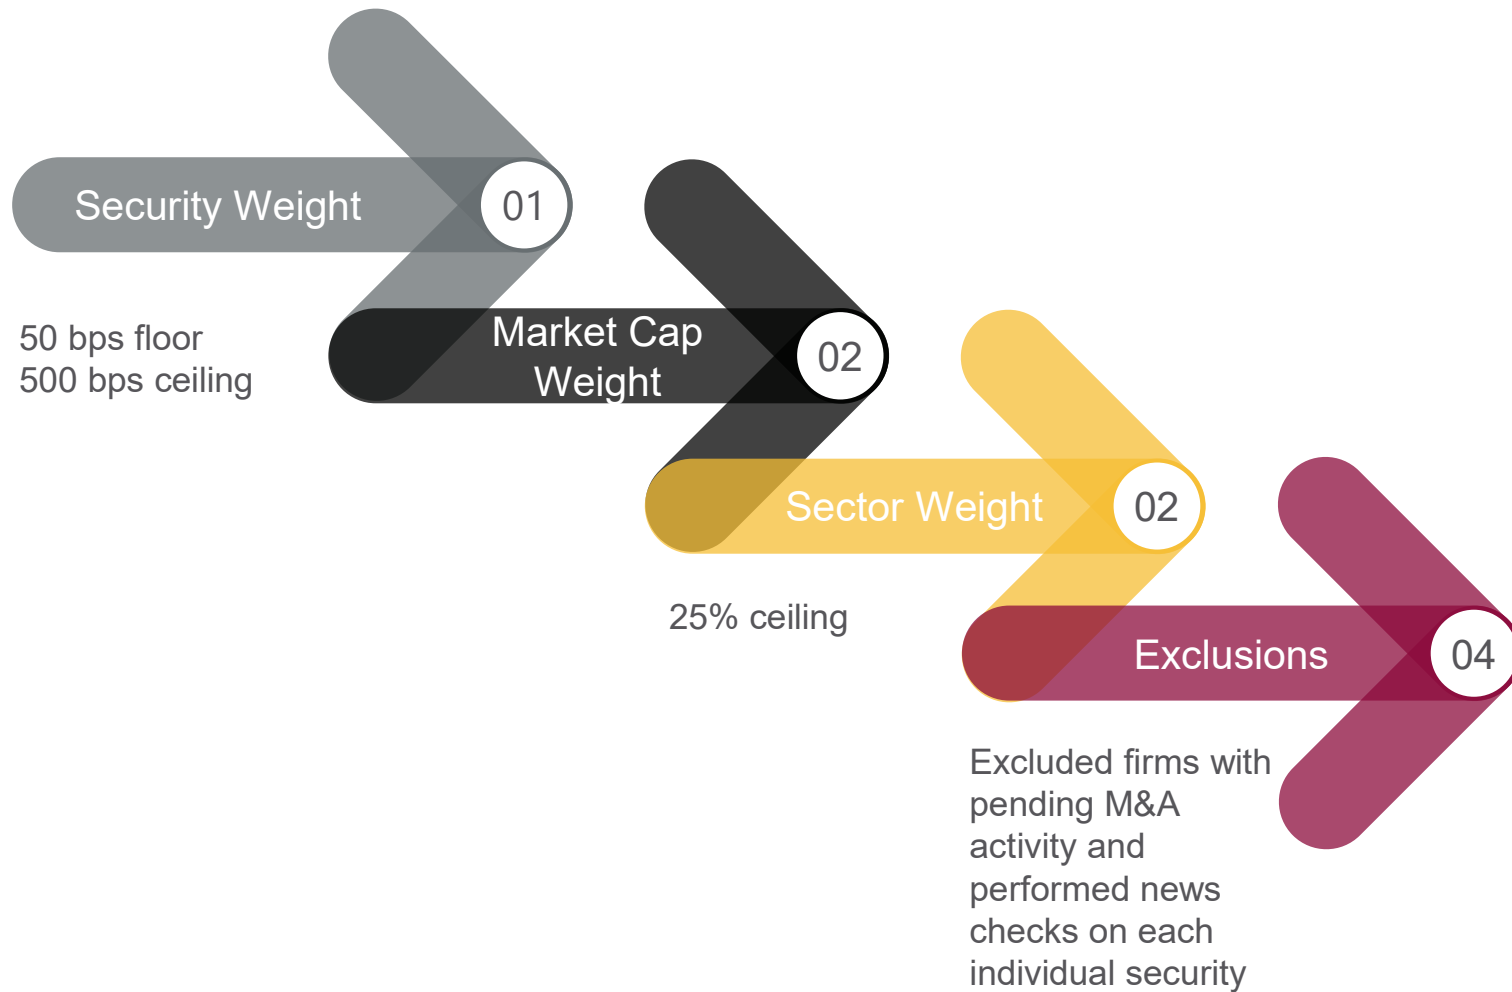 Security Weight
01
50 bps floor
500 bps ceiling
Market Cap
Weight
02
Sector Weight
02
25% ceiling
Exclusions
04
Excluded firms with
pending M&A
activity and
performed news
checks on each
individual security